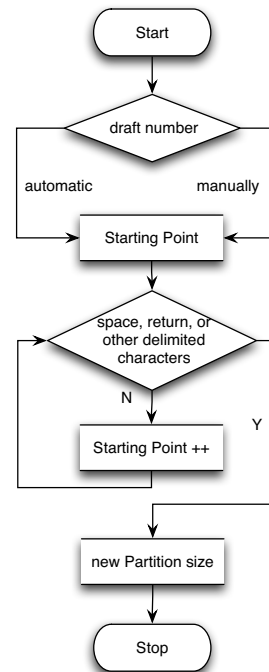 Start
draft number
automatic
manually
Starting Point
space, return, or
other delimited
characters
N
Y
Starting Point ++
new Partition size
Stop